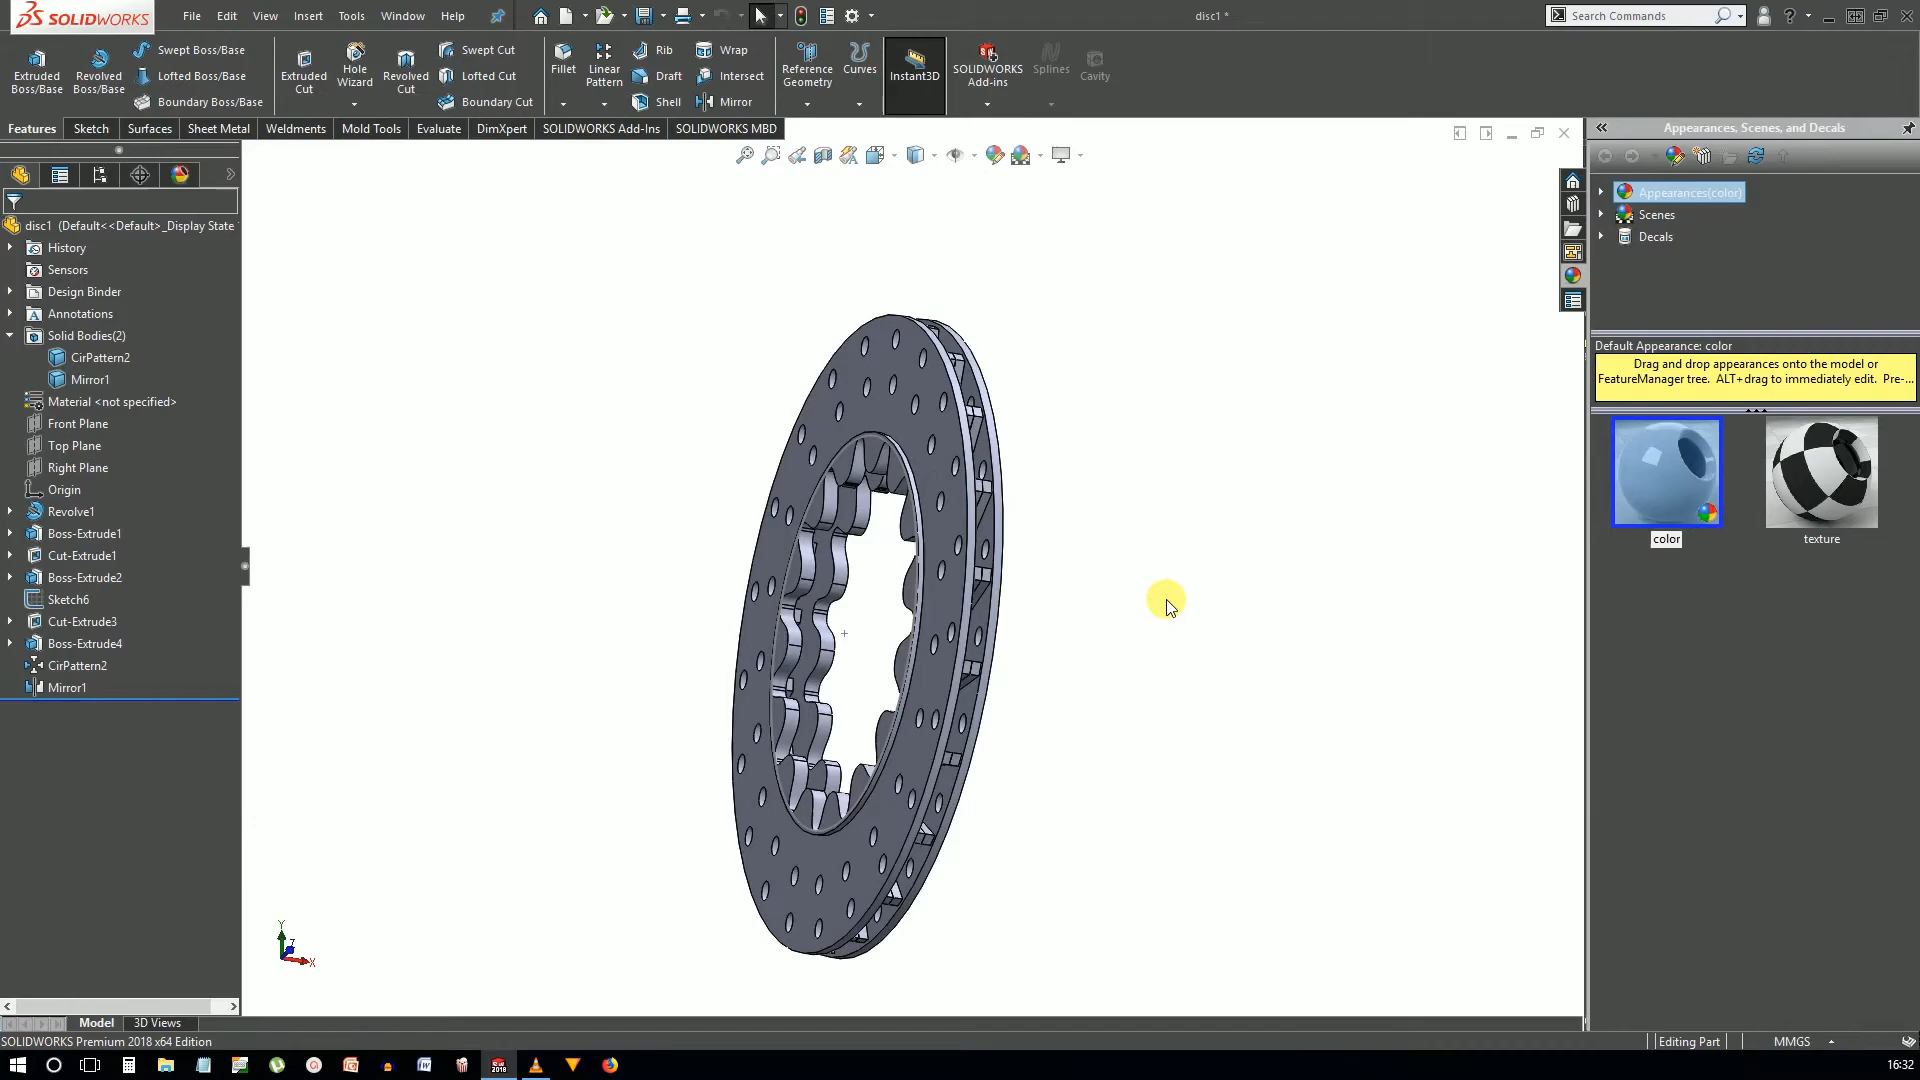 SOLIDWORKS File Edit View Insert Tools Window Help disc1 * Search Commands
Extruded Boss/Base
Revolved Boss/Base
Swept Boss/Base
Lofted Boss/Base
Boundary Boss/Base
Extruded Cut
Hole Wizard
Revolved Cut
Swept Cut
Lofted Cut
Boundary Cut
Fillet
Linear Pattern
Rib
Draft
Shell
Wrap
Intersect
Mirror
Reference Geometry
Curves
Instant3D
SOLIDWORKS Add-ins
Splines
Cavity
Features Sketch Surfaces Sheet Metal Weldments Mold Tools Evaluate DimXpert SOLIDWORKS Add-Ins SOLIDWORKS MBD
disc1 (Default<<Default>_Display State
History
Sensors
Design Binder
Annotations
Solid Bodies(2)
CirPattern2
Mirror1
Material <not specified>
Front Plane
Top Plane
Right Plane
Origin
Revolve1
Boss-Extrude1
Cut-Extrude1
Boss-Extrude2
Sketch6
Cut-Extrude3
Boss-Extrude4
CirPattern2
Mirror1
Y
Z
X
Appearances, Scenes, and Decals
Appearances(color)
Scenes
Decals
Default Appearance: color
Drag and drop appearances onto the model or
FeatureManager tree. ALT+drag to immediately edit. Pre-...
color texture
Model 3D Views
SOLIDWORKS Premium 2018 x64 Edition Editing Part MMGS
16:32